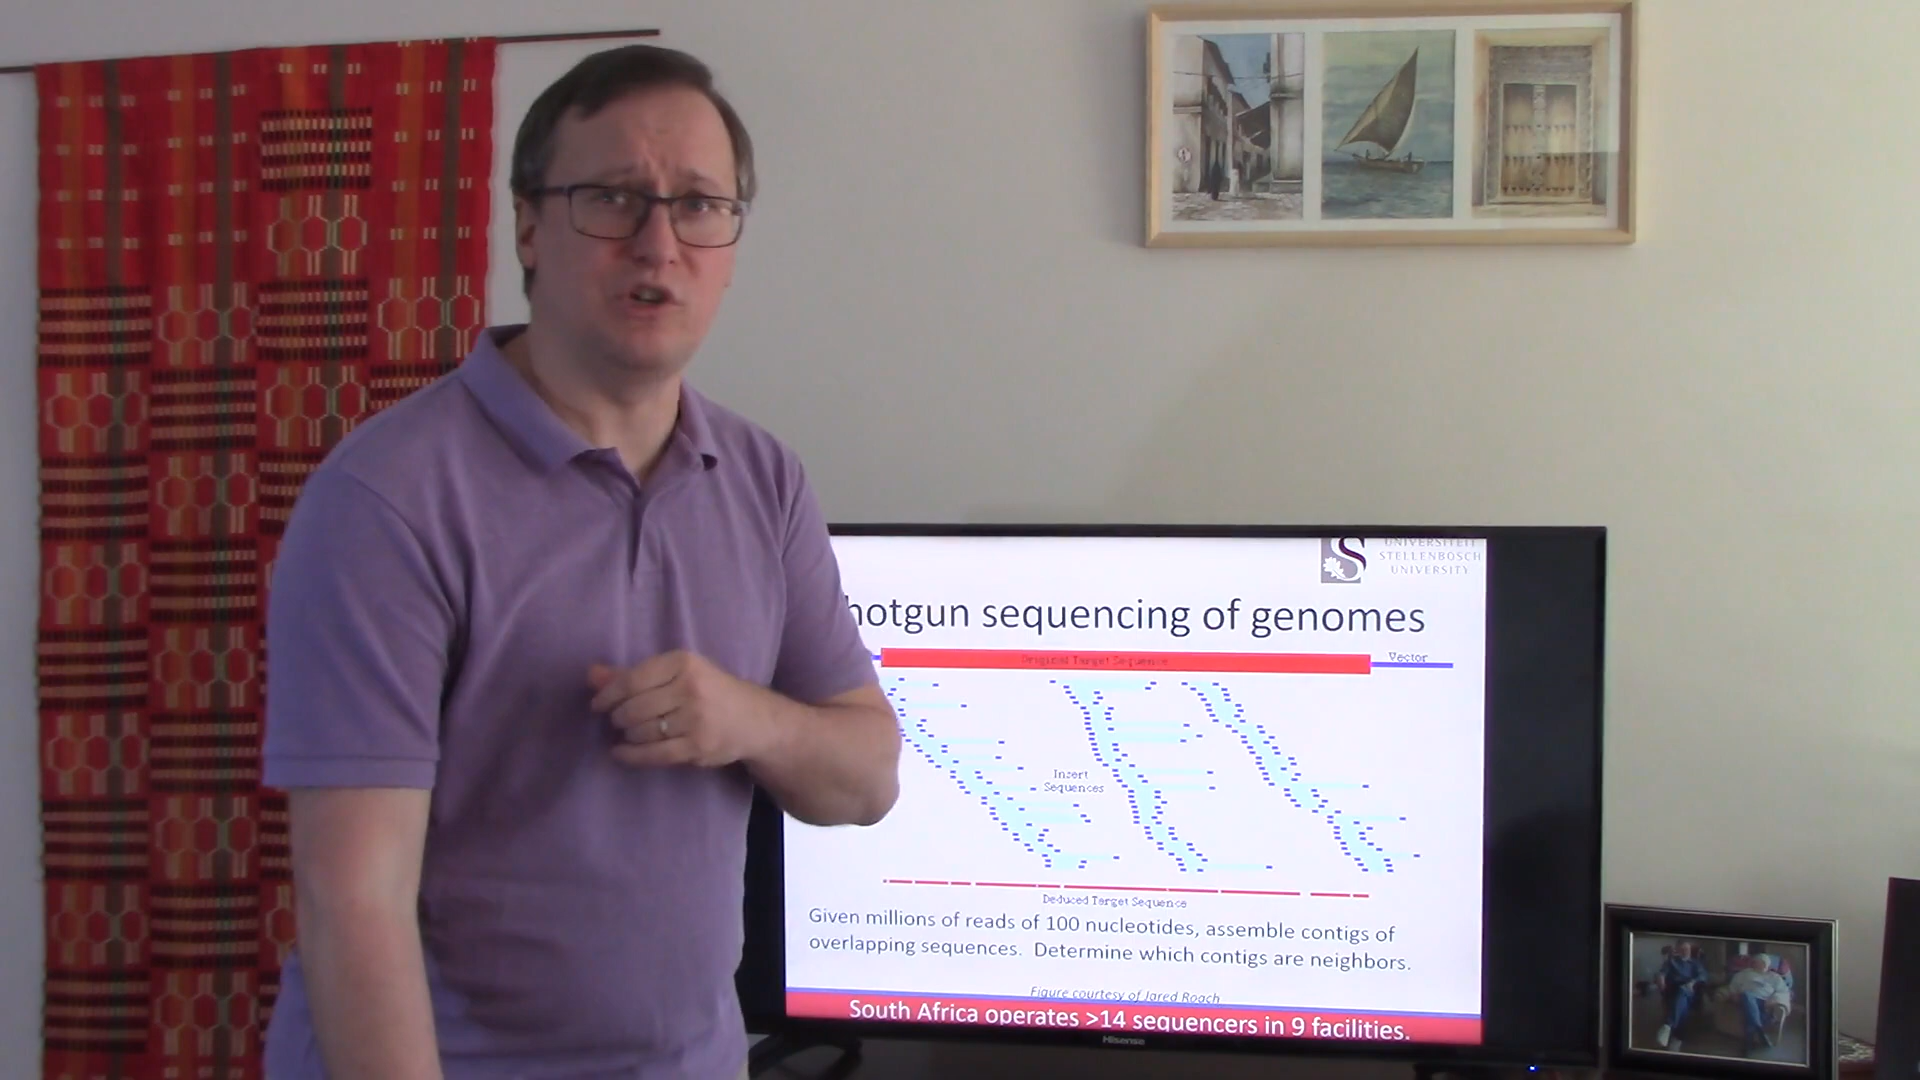 UNIVERSITEIT
STELLENBOSCH
UNIVERSITY
hotgun sequencing of genomes
Original Target Sequence
Vector
Insert
Sequences
Deduced Target Sequence
Given millions of reads of 100 nucleotides, assemble contigs of
overlapping sequences. Determine which contigs are neighbors.
Figure courtesy of Jared Roach
South Africa operates >14 sequencers in 9 facilities.
Hisense